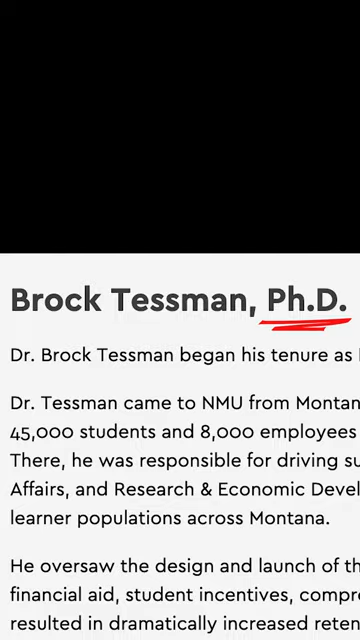 Brock Tessman, Ph.D.
Dr. Brock Tessman began his tenure as
Dr. Tessman came to NMU from Montan
45,000 students and 8,000 employees
There, he was responsible for driving su
Affairs, and Research & Economic Devel
learner populations across Montana.
He oversaw the design and launch of th
financial aid, student incentives, compre
resulted in dramatically increased reten